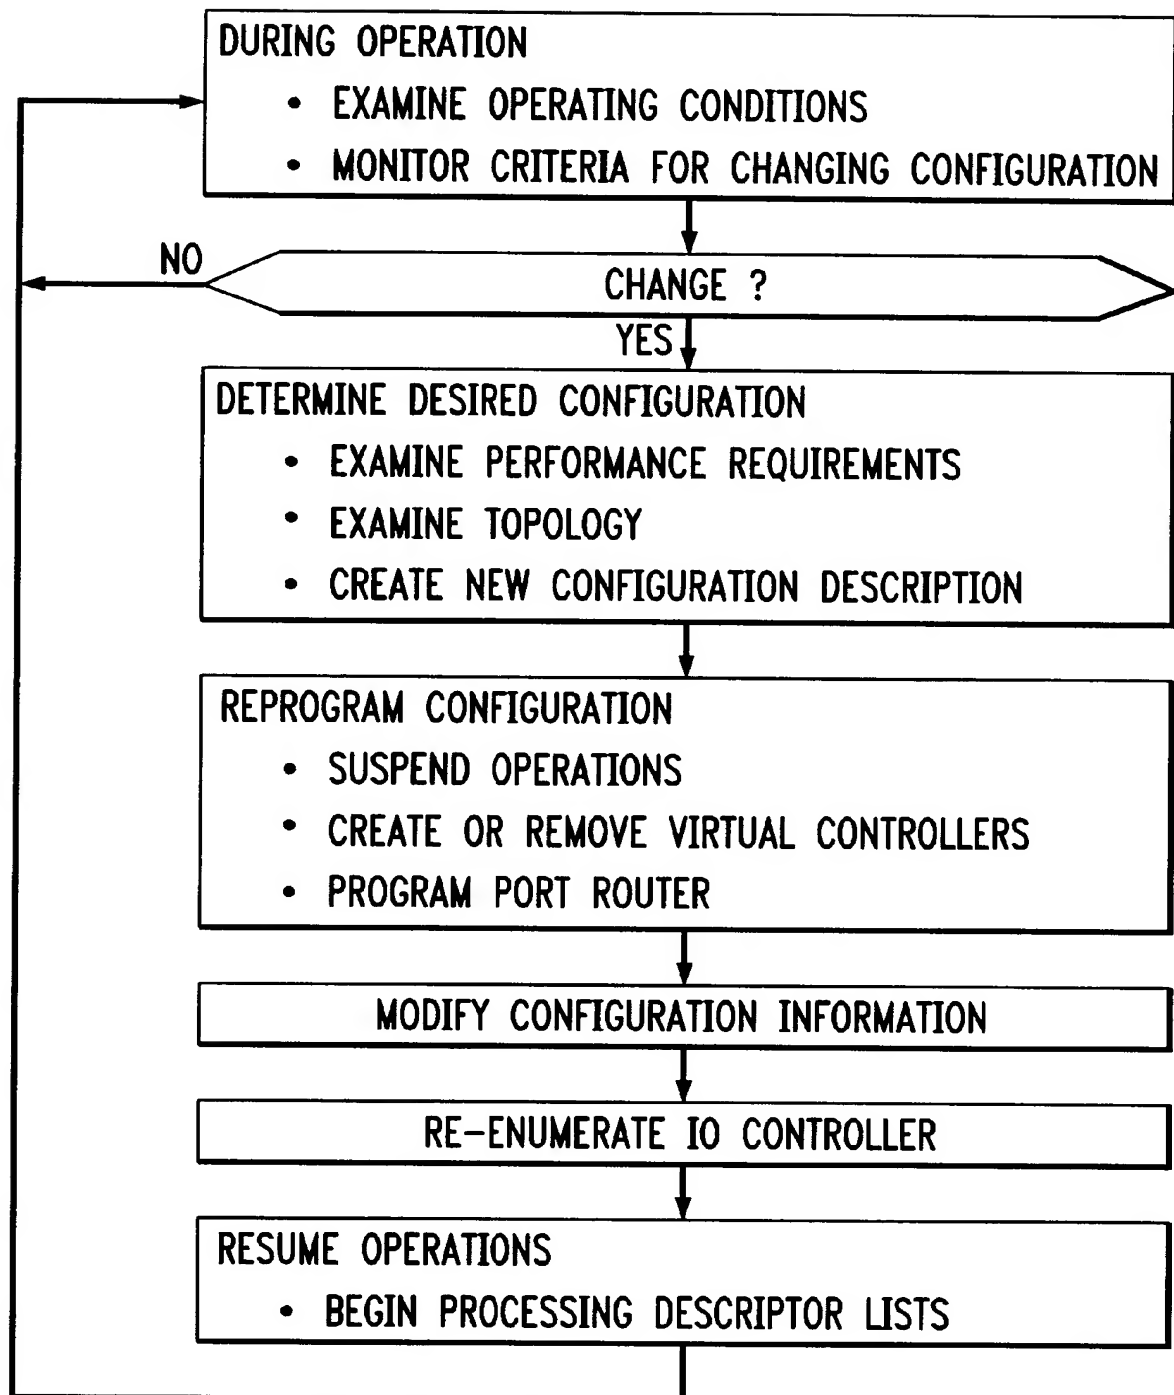 DURING OPERATION
• EXAMINE OPERATING CONDITIONS
• MONITOR CRITERIA FOR CHANGING CONFIGURATION
NO
CHANGE ?
YES
DETERMINE DESIRED CONFIGURATION
• EXAMINE PERFORMANCE REQUIREMENTS
• EXAMINE TOPOLOGY
• CREATE NEW CONFIGURATION DESCRIPTION
REPROGRAM CONFIGURATION
• SUSPEND OPERATIONS
• CREATE OR REMOVE VIRTUAL CONTROLLERS
• PROGRAM PORT ROUTER
MODIFY CONFIGURATION INFORMATION
RE-ENUMERATE IO CONTROLLER
RESUME OPERATIONS
• BEGIN PROCESSING DESCRIPTOR LISTS